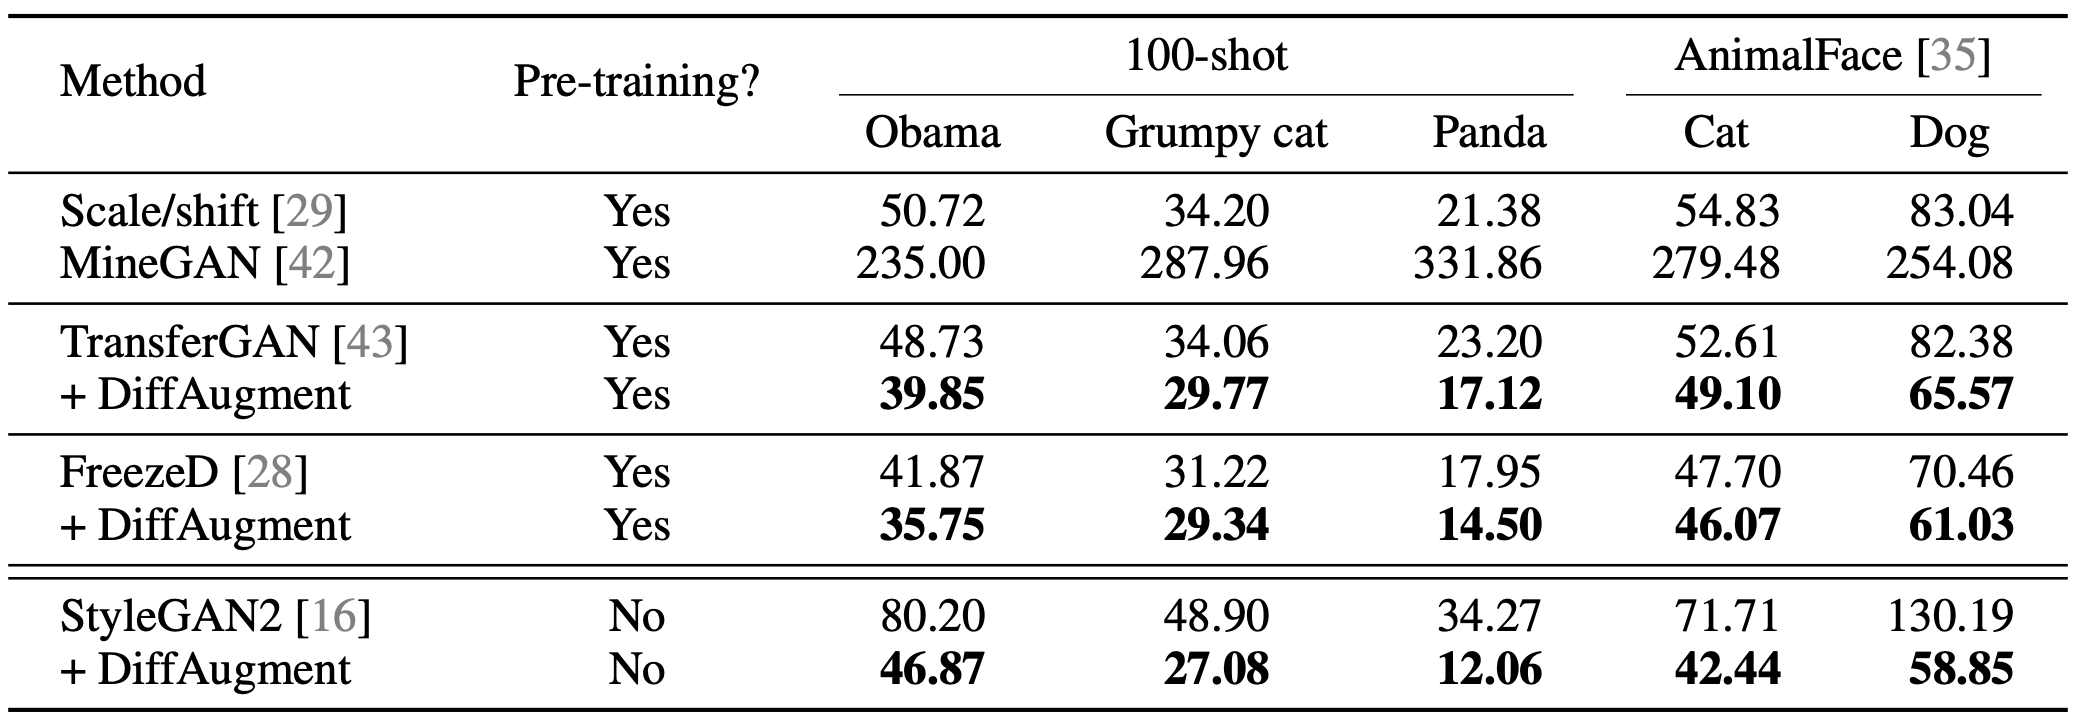 Method Pre-training? 100-shot AnimalFace [35]
Obama Grumpy cat Panda Cat Dog
Scale/shift [29] Yes 50.72 34.20 21.38 54.83 83.04
MineGAN [42] Yes 235.00 287.96 331.86 279.48 254.08
TransferGAN [43] Yes 48.73 34.06 23.20 52.61 82.38
+ DiffAugment Yes 39.85 29.77 17.12 49.10 65.57
FreezeD [28] Yes 41.87 31.22 17.95 47.70 70.46
+ DiffAugment Yes 35.75 29.34 14.50 46.07 61.03
StyleGAN2 [16] No 80.20 48.90 34.27 71.71 130.19
+ DiffAugment No 46.87 27.08 12.06 42.44 58.85